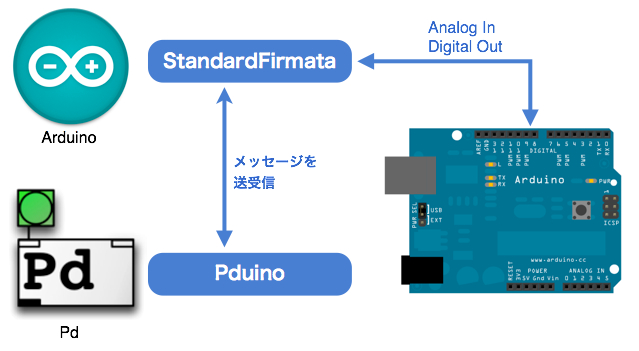 Analog In
Digital Out
StandardFirmata
Arduino
メッセージを
送受信
Pduino
Pd
Pd
AREF
GND
13
12
11
10
9
8
7
6
5
4
3
2
1
0
PWM
PWM
PWM
PWM
PWM
PWM
TX
RX
DIGITAL
L
TX
RX
Arduino
PWR
1
ICSP
PWR SEL
USB
EXT
www.arduino.cc
RESET
3V3
5V Gnd Vin
POWER
ANALOG IN
0 1 2 3 4 5